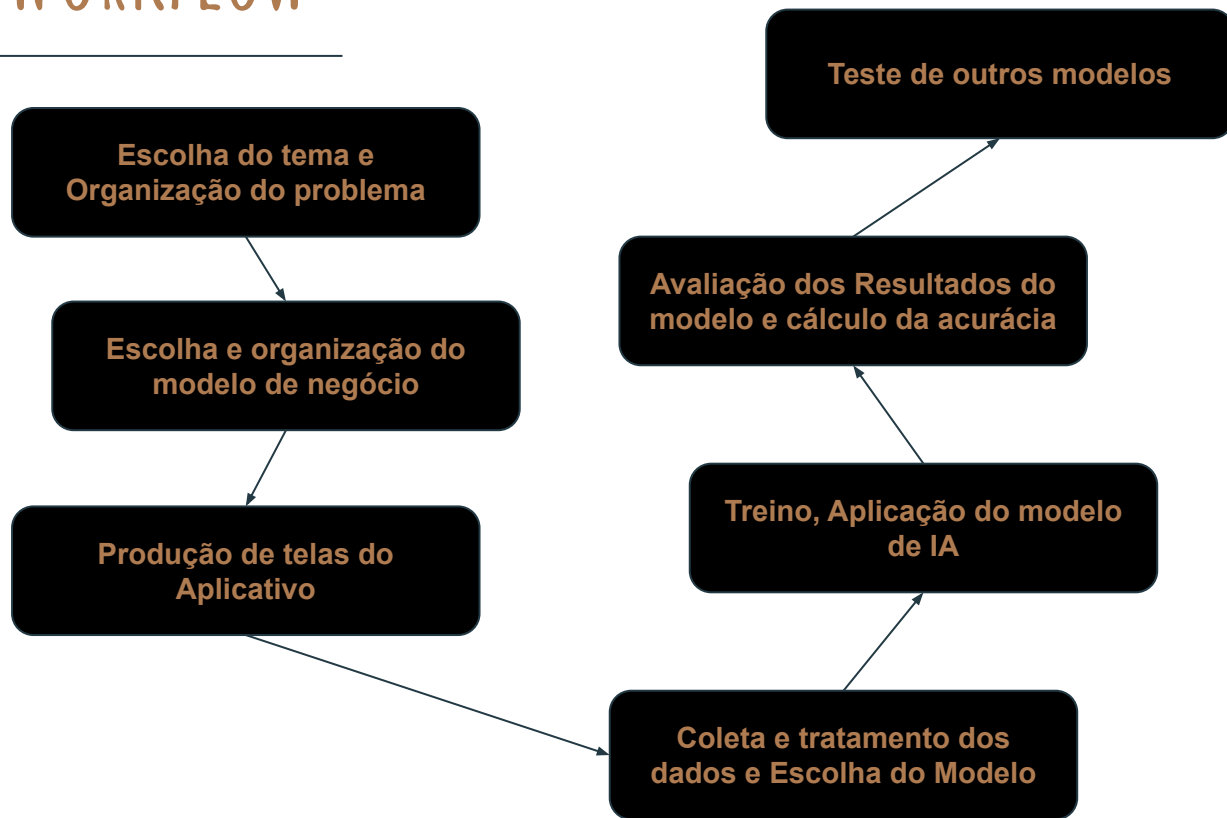 WORKFLOW
Escolha do tema e
Organização do problema
Escolha e organização do
modelo de negócio
Produção de telas do
Aplicativo
Coleta e tratamento dos
dados e Escolha do Modelo
Treino, Aplicação do modelo
de IA
Avaliação dos Resultados do
modelo e cálculo da acurácia
Teste de outros modelos